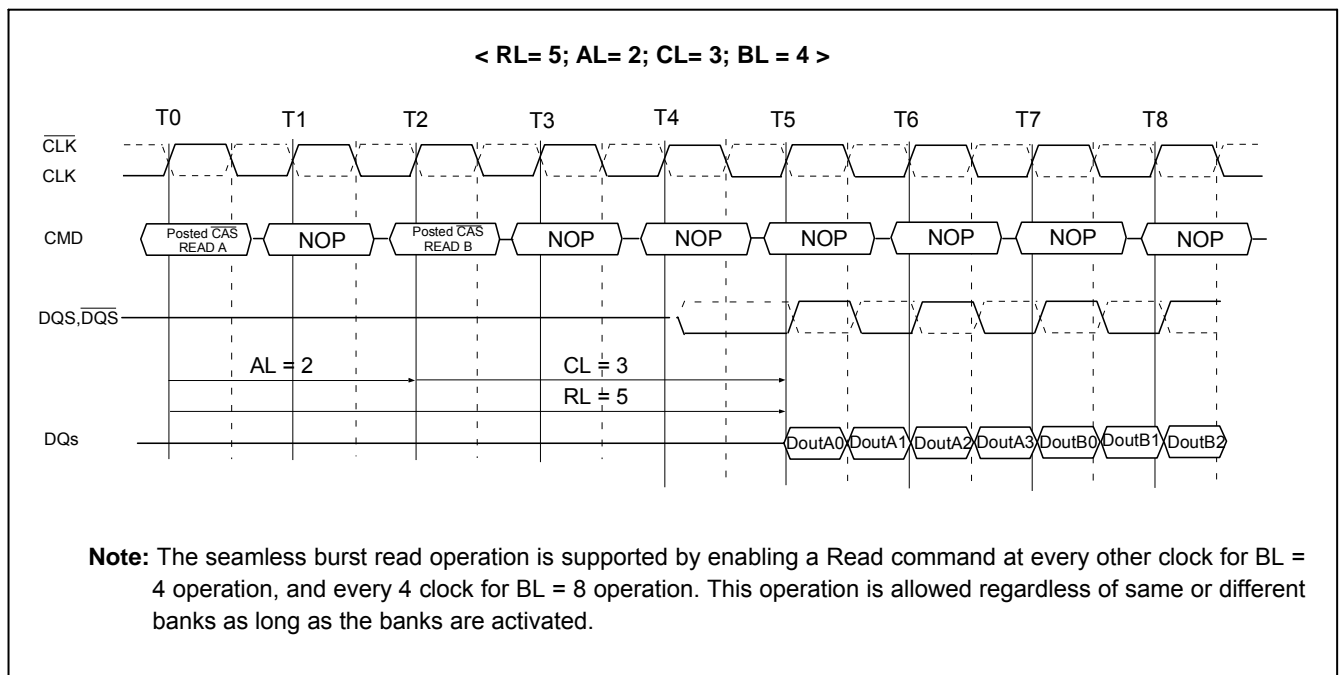 < RL= 5; AL= 2; CL= 3; BL = 4 >
T0 T1 T2 T3 T4 T5 T6 T7 T8
CLK
CLK
CMD
Posted CAS
READ A
NOP
Posted CAS
READ B
NOP
NOP
NOP
NOP
NOP
NOP
DQS,DQS
AL = 2
CL = 3
RL = 5
DQs
DoutA0 DoutA1 DoutA2 DoutA3 DoutB0 DoutB1 DoutB2
Note: The seamless burst read operation is supported by enabling a Read command at every other clock for BL =
4 operation, and every 4 clock for BL = 8 operation. This operation is allowed regardless of same or different
banks as long as the banks are activated.